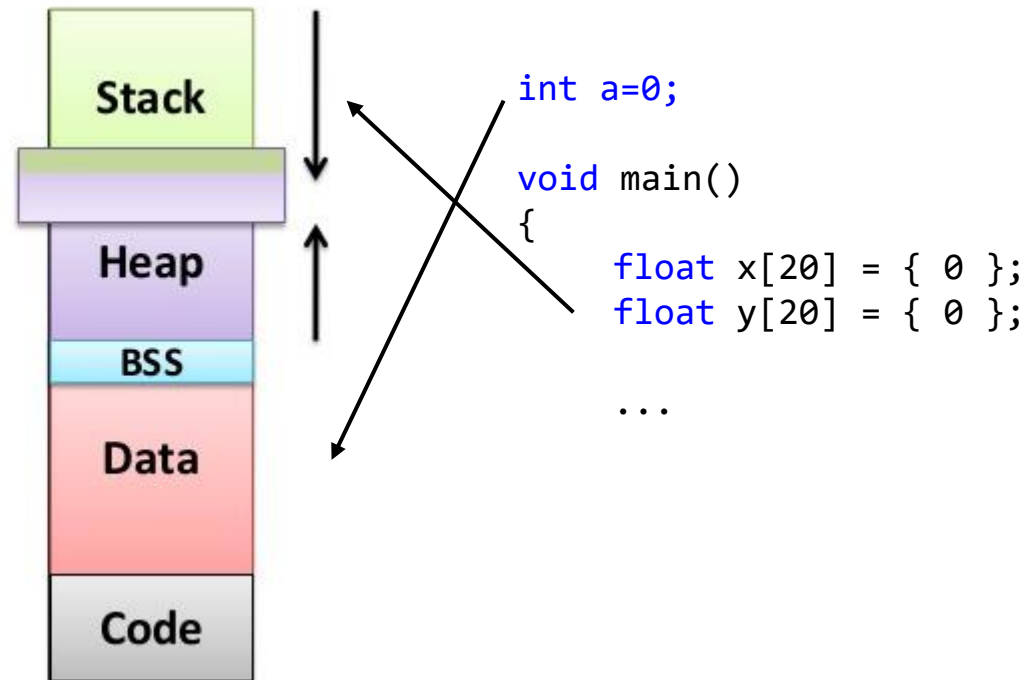 Stack
Heap
BSS
Data
Code
int a=0;
void main()
{
float x[20] = { 0 };
float y[20] = { 0 };
...